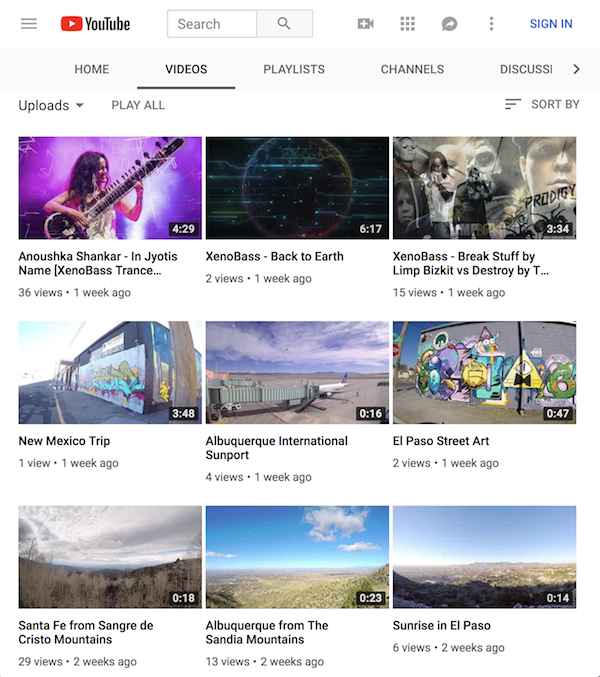 YouTube
Search
SIGN IN
HOME
VIDEOS
PLAYLISTS
CHANNELS
DISCUSSI
Uploads
PLAY ALL
SORT BY
4:29
6:17
PRODIGY
3:34
Anoushka Shankar - In Jyotis
Name [XenoBass Trance...
36 views • 1 week ago
XenoBass - Back to Earth
2 views • 1 week ago
XenoBass - Break Stuff by
Limp Bizkit vs Destroy by T...
15 views • 1 week ago
3:48
0:16
0:47
New Mexico Trip
1 view • 1 week ago
Albuquerque International
Sunport
4 views • 1 week ago
El Paso Street Art
2 views • 1 week ago
0:18
0:23
0:14
Santa Fe from Sangre de
Cristo Mountains
29 views • 2 weeks ago
Albuquerque from The
Sandia Mountains
13 views • 2 weeks ago
Sunrise in El Paso
6 views • 2 weeks ago